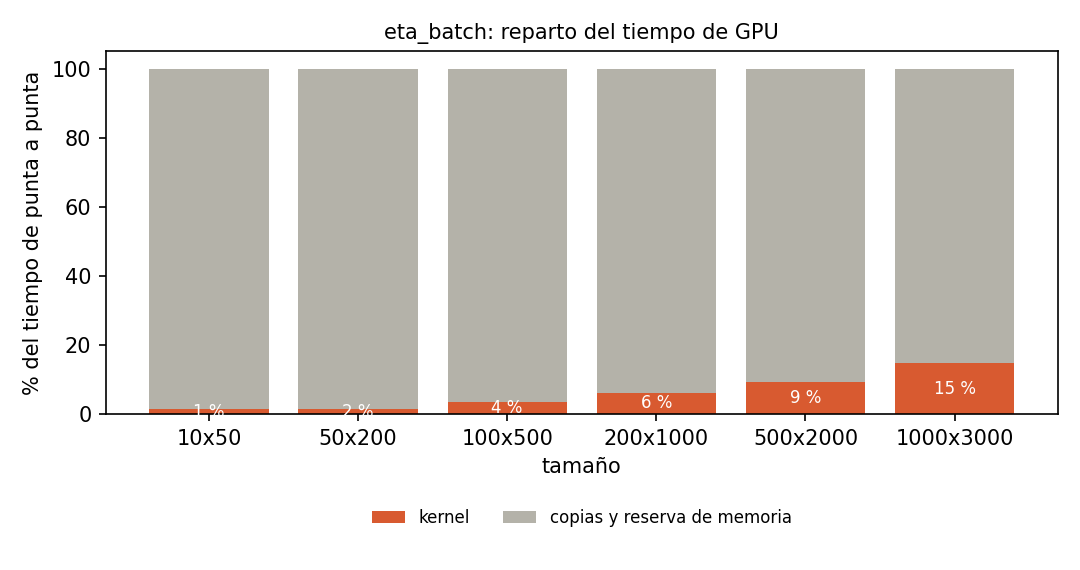 eta_batch: reparto del tiempo de GPU
% del tiempo de punta a punta
100
80
60
40
20
0
1 %
2 %
4 %
6 %
9 %
15 %
10x50
50x200
100x500
200x1000
500x2000
1000x3000
tamaño
kernel
copias y reserva de memoria